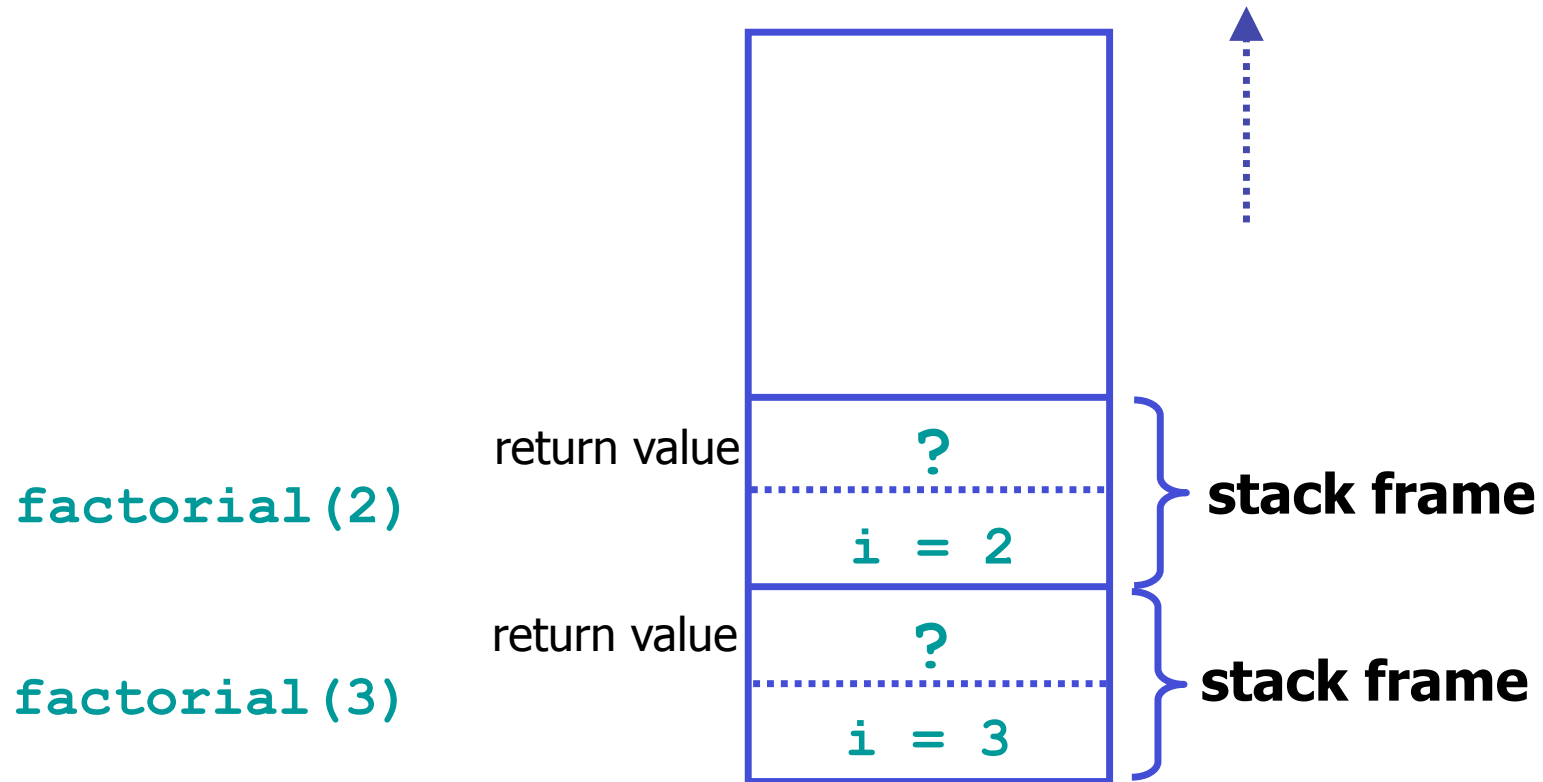 return value ?
factorial(2) stack frame
i = 2
return value ?
factorial(3) stack frame
i = 3